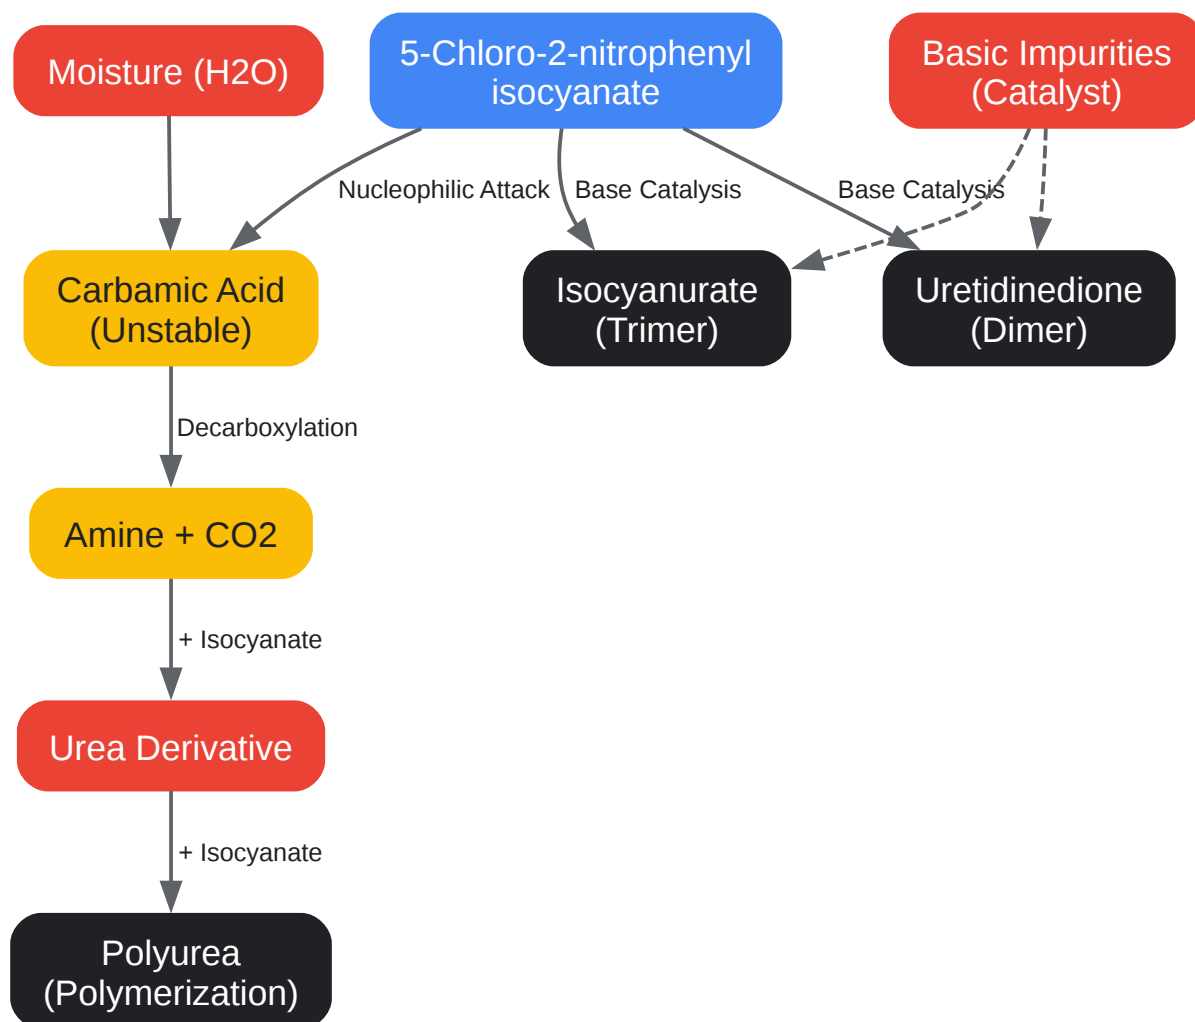 Moisture (H2O)
5-Chloro-2-nitrophenyl
isocyanate
Basic Impurities
(Catalyst)
Nucleophilic Attack
Base Catalysis
Base Catalysis
Carbamic Acid
(Unstable)
Isocyanurate
(Trimer)
Uretidinedione
(Dimer)
Decarboxylation
Amine + CO2
+ Isocyanate
Urea Derivative
+ Isocyanate
Polyurea
(Polymerization)